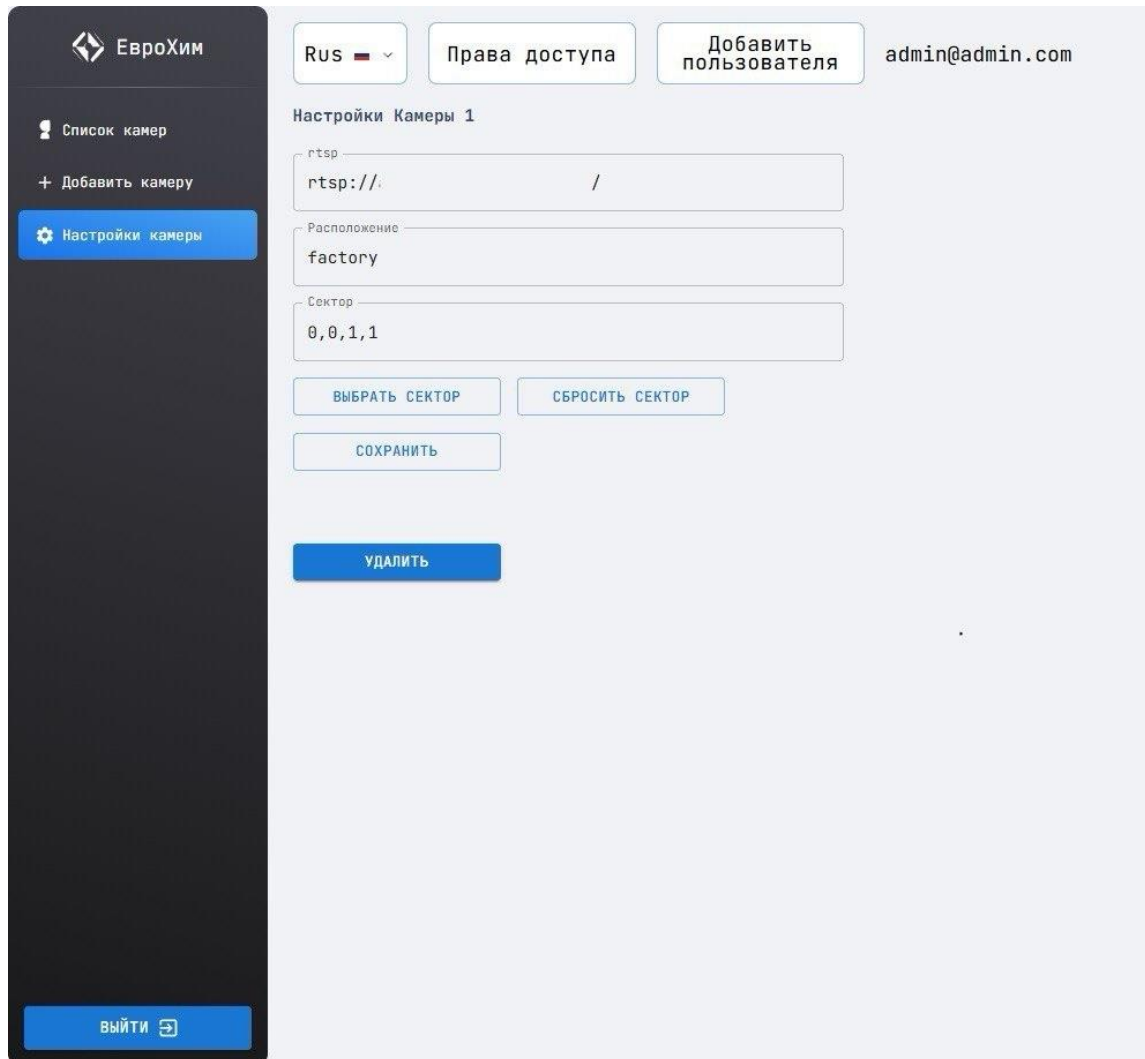 ЕвроХим
Список камер
+ Добавить камеру
Настройки камеры
ВЫЙТИ
Rus
Права доступа
Добавить
пользователя
admin@admin.com
Настройки Камеры 1
rtsp
rtsp:// /
Расположение
factory
Сектор
0,0,1,1
ВЫБРАТЬ СЕКТОР
СБРОСИТЬ СЕКТОР
СОХРАНИТЬ
УДАЛИТЬ